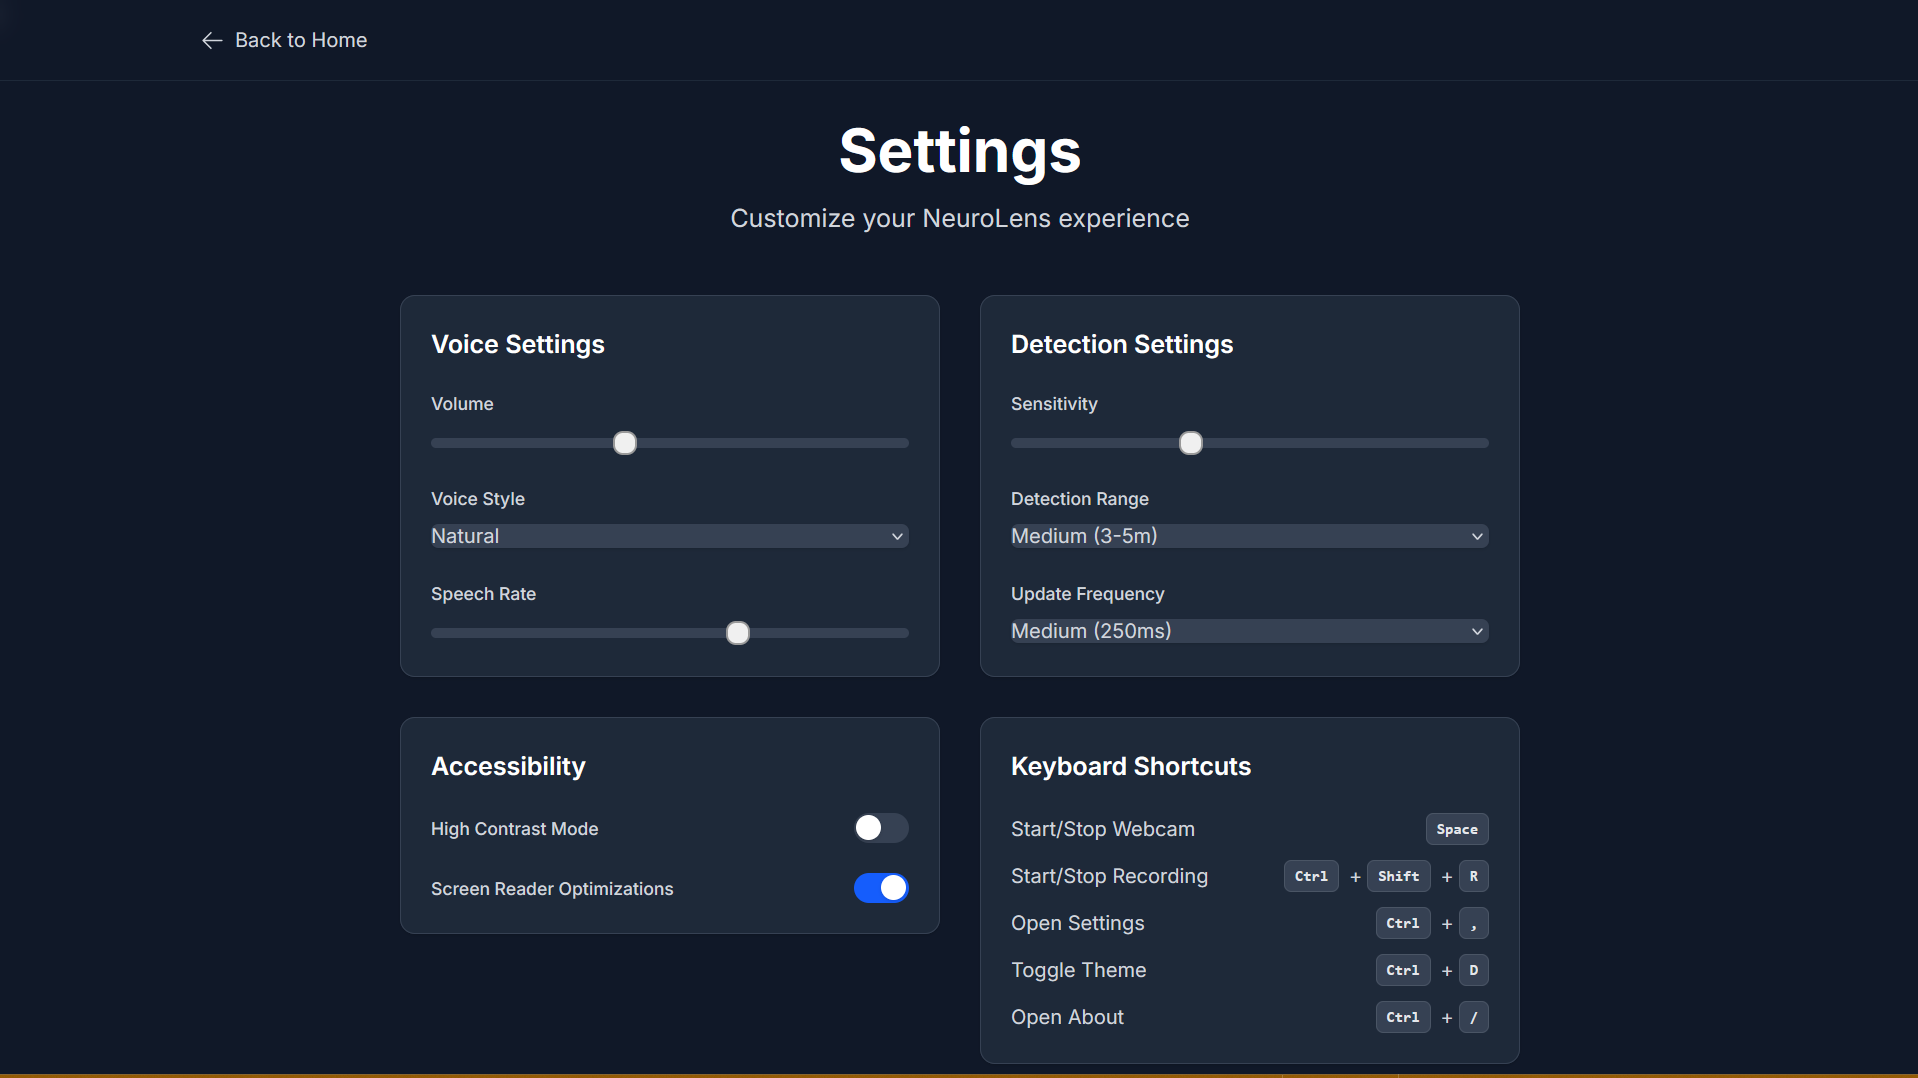 Back to Home
Settings
Customize your NeuroLens experience
Voice Settings
Volume
Voice Style
Natural
Speech Rate
Detection Settings
Sensitivity
Detection Range
Medium (3-5m)
Update Frequency
Medium (250ms)
Accessibility
High Contrast Mode
Screen Reader Optimizations
Keyboard Shortcuts
Start/Stop Webcam Space
Start/Stop Recording Ctrl + Shift + R
Open Settings Ctrl + ,
Toggle Theme Ctrl + D
Open About Ctrl + /